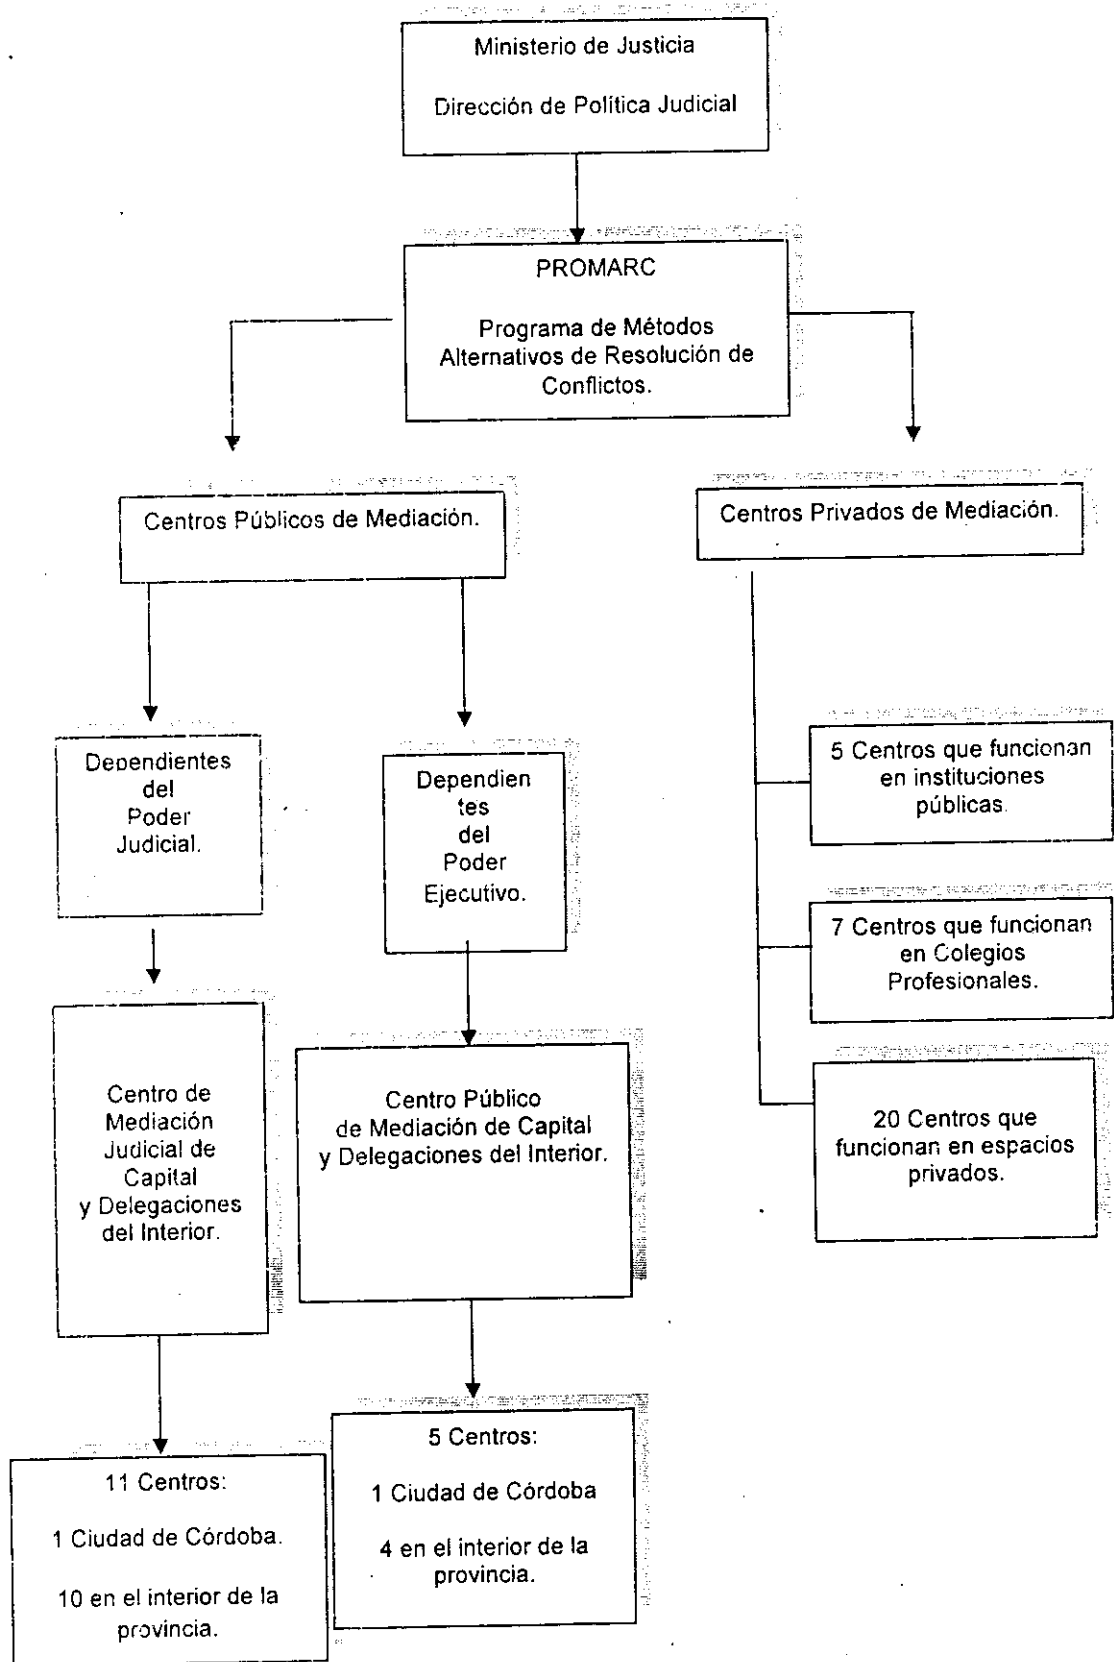 Ministerio de Justicia
Dirección de Política Judicial
PROMARC
Programa de Métodos
Alternativos de Resolución de
Conflictos.
Centros Públicos de Mediación.
Centros Privados de Mediación.
Dependientes
del
Poder
Judicial.
Dependien
tes
del
Poder
Ejecutivo.
5 Centros que funcionan
en instituciones
públicas.
7 Centros que funcionan
en Colegios
Profesionales.
20 Centros que
funcionan en espacios
privados.
Centro de
Mediación
Judicial de
Capital
y Delegaciones
del Interior.
Centro Público
de Mediación de Capital
y Delegaciones del Interior.
11 Centros:
1 Ciudad de Córdoba.
10 en el interior de la
provincia.
5 Centros:
1 Ciudad de Córdoba
4 en el interior de la
provincia.